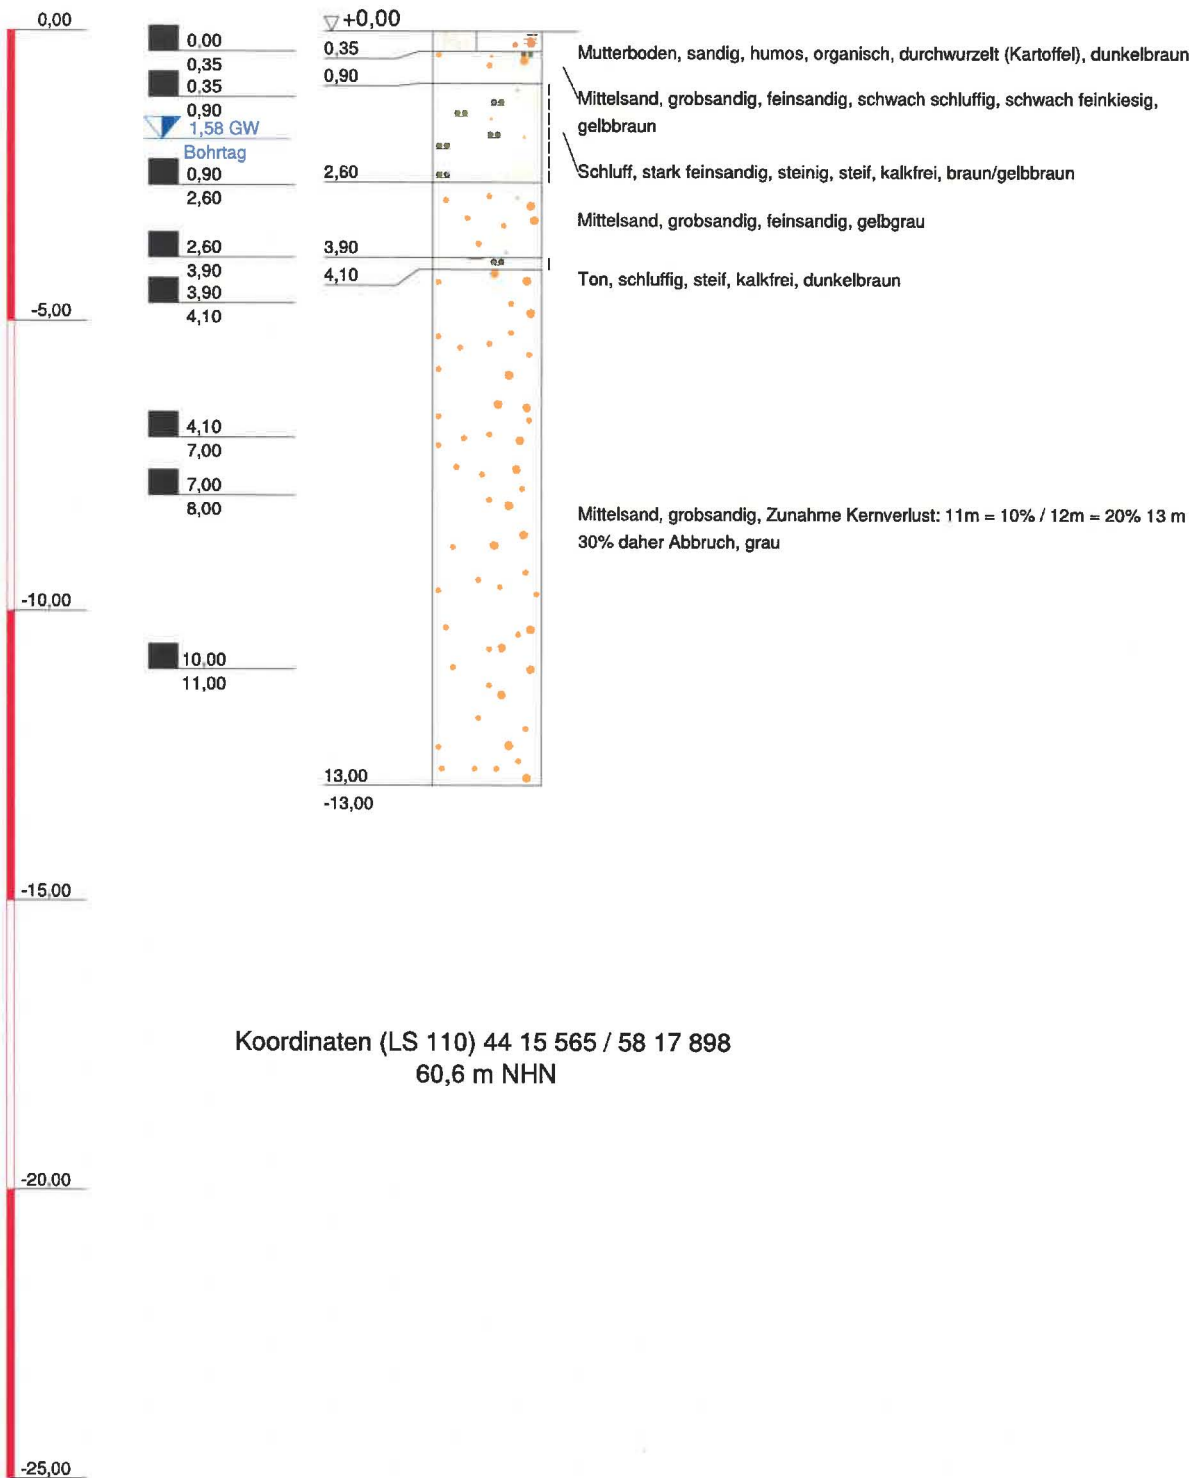 0,00
-5,00
-10,00
-15,00
-20,00
-25,00
0,00
0,35
0,35
0,90
1,58 GW
Bohrtag
0,90
2,60
2,60
3,90
3,90
4,10
4,10
7,00
7,00
8,00
10,00
11,00
+0,00
0,35
0,90
2,60
3,90
4,10
13,00
-13,00
Mutterboden, sandig, humos, organisch, durchwurzelt (Kartoffel), dunkelbraun
Mittelsand, grobsandig, feinsandig, schwach schluffig, schwach feinkiesig,
gelbbraun
Schluff, stark feinsandig, steinig, steif, kalkfrei, braun/gelbbraun
Mittelsand, grobsandig, feinsandig, gelbgrau
Ton, schluffig, steif, kalkfrei, dunkelbraun
Mittelsand, grobsandig, Zunahme Kernverlust: 11m = 10% / 12m = 20% 13 m
30% daher Abbruch, grau
Koordinaten (LS 110) 44 15 565 / 58 17 898
60,6 m NHN